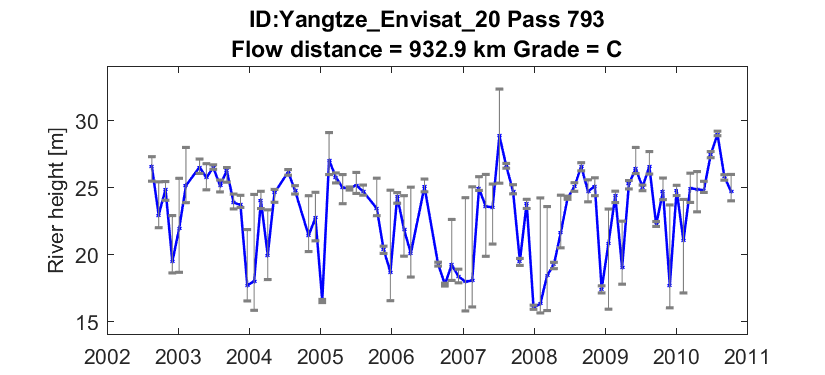 ID:Yangtze_Envisat_20 Pass 793
Flow distance = 932.9 km Grade = C
River height [m]
30
25
20
15
2002 2003 2004 2005 2006 2007 2008 2009 2010 2011